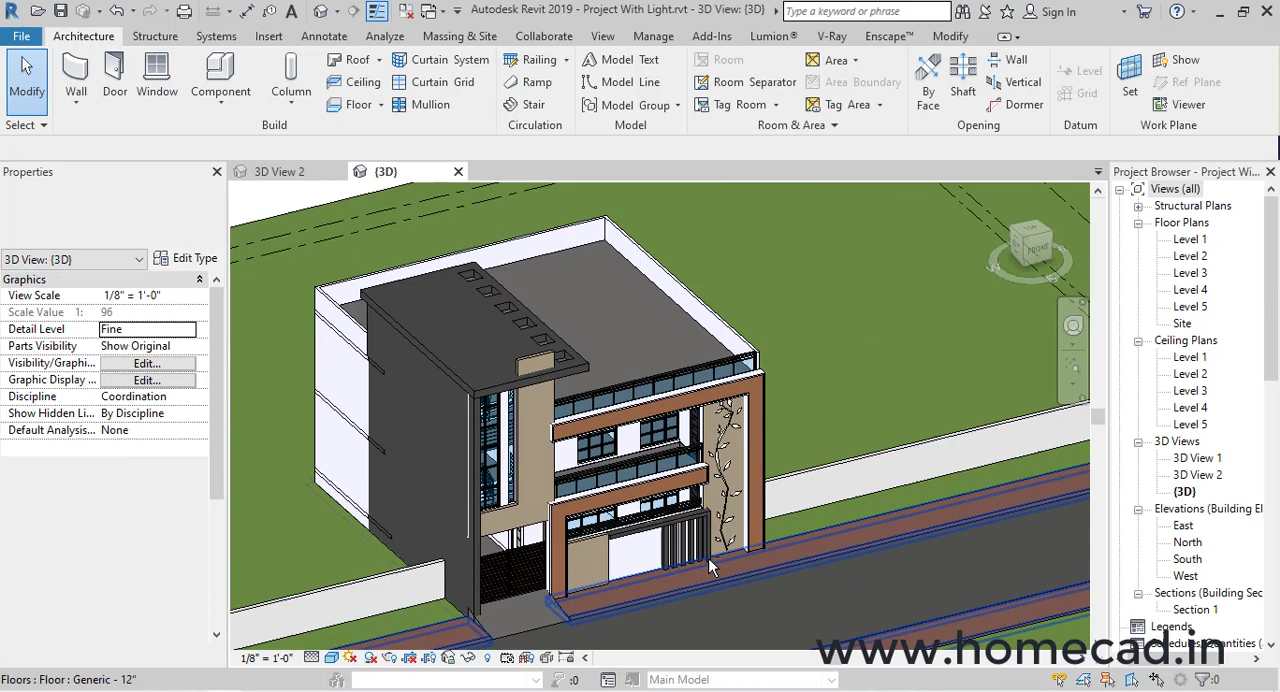 Autodesk Revit 2019 - Project With Light.rvt - 3D View: {3D}
Type a keyword or phrase
Sign In
File Architecture Structure Systems Insert Annotate Analyze Massing & Site Collaborate View Manage Add-Ins Lumion® V-Ray Enscape™ Modify
Modify
Wall
Door
Window
Component
Column
Roof
Ceiling
Floor
Curtain System
Curtain Grid
Mullion
Railing
Ramp
Stair
Model Text
Model Line
Model Group
Room
Room Separator
Tag Room
Area
Area Boundary
Tag Area
By Face
Shaft
Wall
Vertical
Dormer
Level
Grid
Set
Show
Ref Plane
Viewer
Select Build Circulation Model Room & Area Opening Datum Work Plane
Properties
3D View 2
{3D}
Project Browser - Project Wi...
3D View: {3D}
Edit Type
Graphics
View Scale 1/8" = 1'-0"
Scale Value 1: 96
Detail Level Fine
Parts Visibility Show Original
Visibility/Graphi... Edit...
Graphic Display ... Edit...
Discipline Coordination
Show Hidden Li... By Discipline
Default Analysis... None
TOP
FRONT
Views (all)
Structural Plans
Floor Plans
Level 1
Level 2
Level 3
Level 4
Level 5
Site
Ceiling Plans
Level 1
Level 2
Level 3
Level 4
Level 5
3D Views
3D View 1
3D View 2
{3D}
Elevations (Building El
East
North
South
West
Sections (Building Sec
Section 1
Legends
www.homecad.in
1/8" = 1'-0"
Floors : Floor : Generic - 12"
:0
Main Model
:0